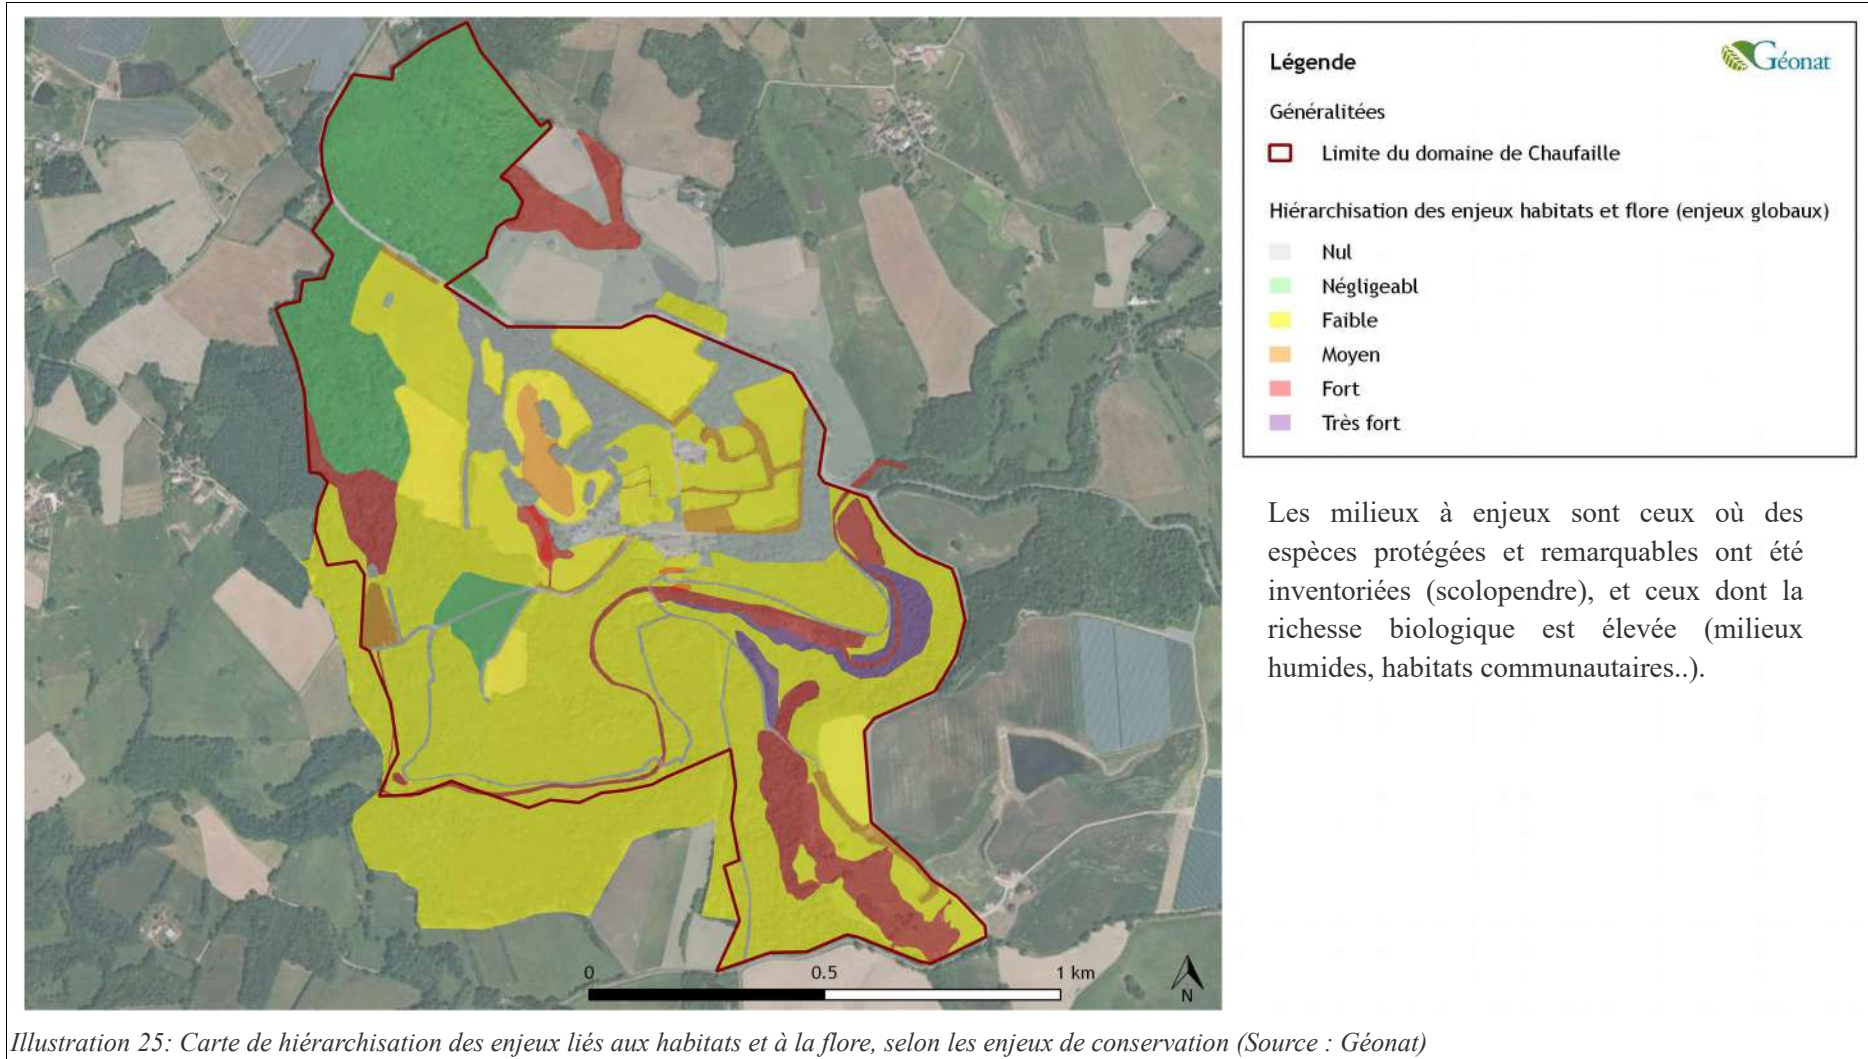 Légende
Géonat
Généralitées
Limite du domaine de Chaufaille
Hiérarchisation des enjeux habitats et flore (enjeux globaux)
Nul
Négligeabl
Faible
Moyen
Fort
Très fort
Les milieux à enjeux sont ceux où des
espèces protégées et remarquables ont été
inventoriées (scolopendre), et ceux dont la
richesse biologique est élevée (milieux
humides, habitats communautaires..).
0 0.5 1 km
N
Illustration 25: Carte de hiérarchisation des enjeux liés aux habitats et à la flore, selon les enjeux de conservation (Source : Géonat)